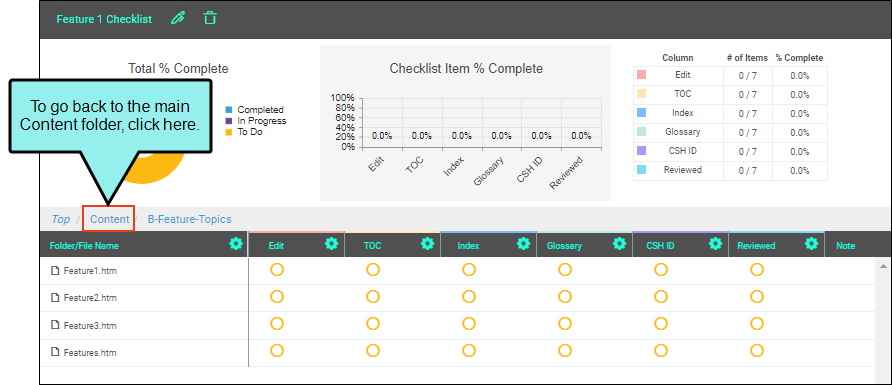 Feature 1 Checklist
Total % Complete
To go back to the main
Content folder, click here.
Completed
In Progress
To Do
Checklist Item % Complete
100%
80%
60%
40%
20%
0%
0.0% 0.0% 0.0% 0.0% 0.0% 0.0%
Edit TOC Index Glossary CSH ID Reviewed
Column # of Items % Complete
Edit 0 / 7 0.0%
TOC 0 / 7 0.0%
Index 0 / 7 0.0%
Glossary 0 / 7 0.0%
CSH ID 0 / 7 0.0%
Reviewed 0 / 7 0.0%
Top / Content / B-Feature-Topics
Folder/File Name Edit TOC Index Glossary CSH ID Reviewed Note
Feature1.htm
Feature2.htm
Feature3.htm
Features.htm